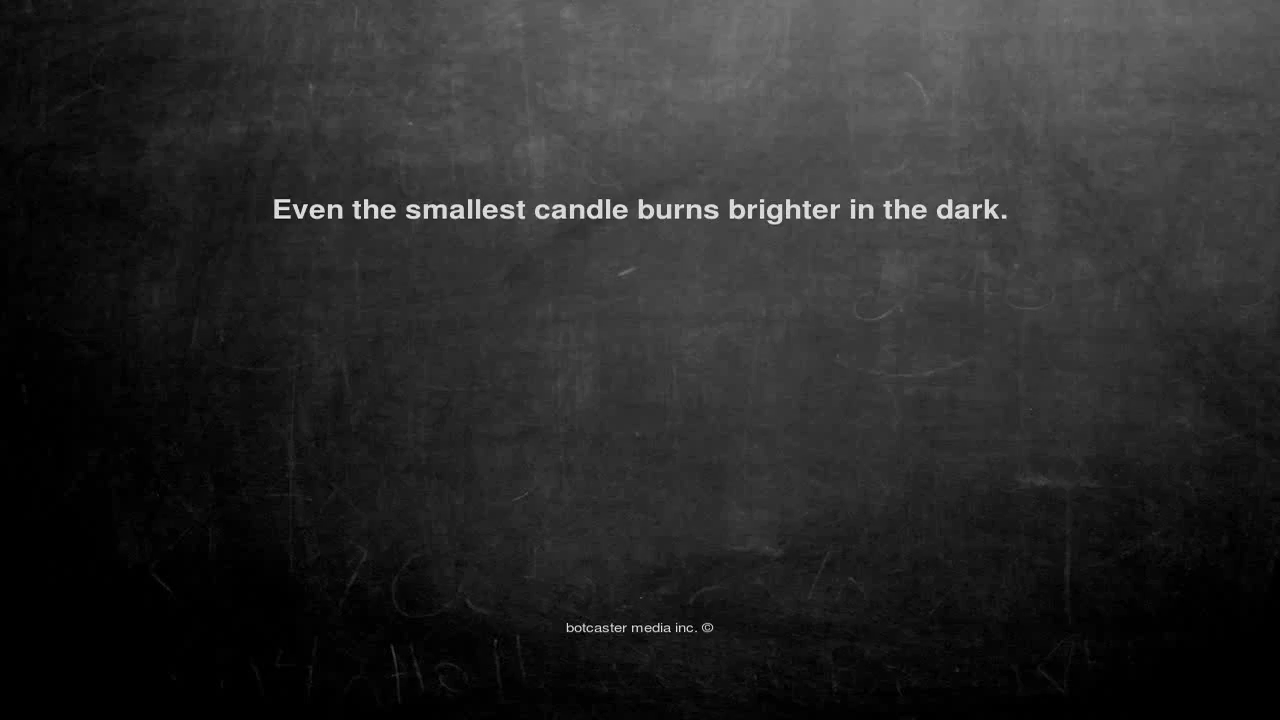 Even the smallest candle burns brighter in the dark.
botcaster media inc. ©